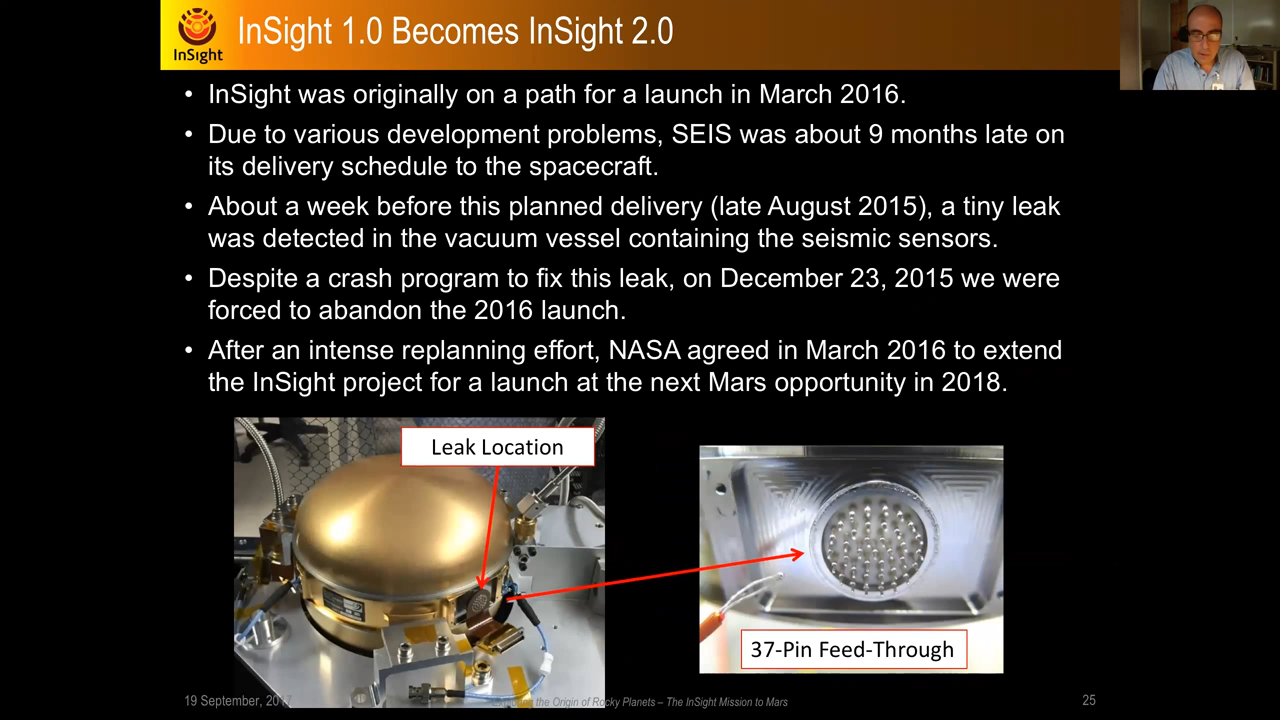 InSight
InSight 1.0 Becomes InSight 2.0
• InSight was originally on a path for a launch in March 2016.
• Due to various development problems, SEIS was about 9 months late on
its delivery schedule to the spacecraft.
• About a week before this planned delivery (late August 2015), a tiny leak
was detected in the vacuum vessel containing the seismic sensors.
• Despite a crash program to fix this leak, on December 23, 2015 we were
forced to abandon the 2016 launch.
• After an intense replanning effort, NASA agreed in March 2016 to extend
the InSight project for a launch at the next Mars opportunity in 2018.
Leak Location
37-Pin Feed-Through
19 September, 2017
the Origin of Rocky Planets – The InSight Mission to Mars
25